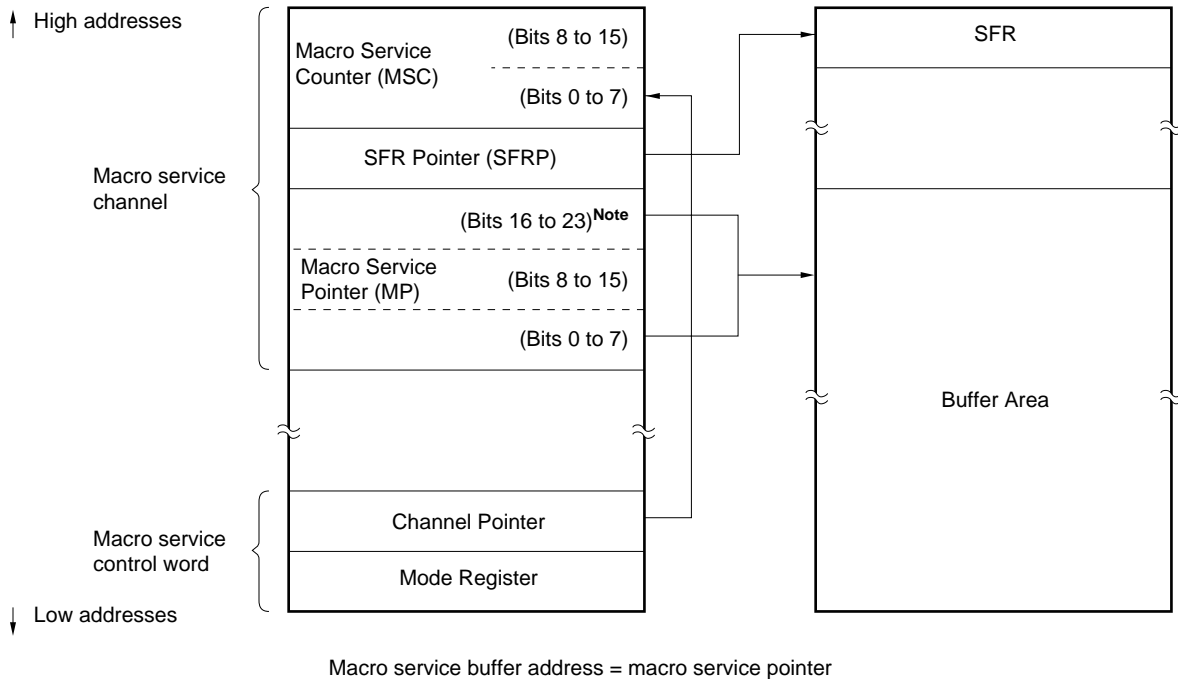 High addresses
Macro Service
Counter (MSC)
(Bits 8 to 15)
(Bits 0 to 7)
SFR Pointer (SFRP)
Macro service
channel
(Bits 16 to 23)Note
Macro Service
Pointer (MP)
(Bits 8 to 15)
(Bits 0 to 7)
Macro service
control word
Channel Pointer
Mode Register
Low addresses
SFR
Buffer Area
Macro service buffer address = macro service pointer